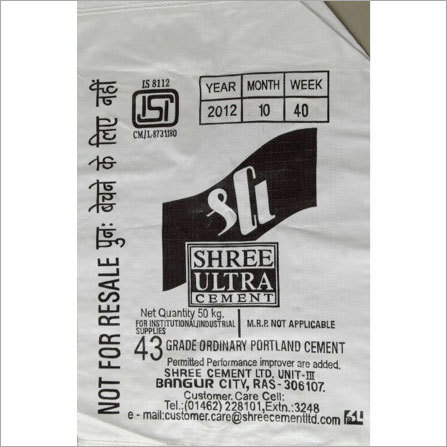 NOT FOR RESALE पुनः बेचने के लिए नहीं
IS 8112
ISI
CM/L-8731180
YEAR MONTH WEEK
2012 10 40
SCL
SHREE
ULTRA
CEMENT
Net Quantity 50 kg.
FOR INSTITUTIONAL/INDUSTRIAL
SUPPLIES
M.R.P. NOT APPLICABLE
43 GRADE ORDINARY PORTLAND CEMENT
Permitted Performance improver are added.
SHREE CEMENT LTD. UNIT-III
BANGUR CITY, RAS - 306107.
Customer Care Cell:
Tel.:(01462) 228101,Extn.:3248
e - mail:customer.care@shreecementltd.com